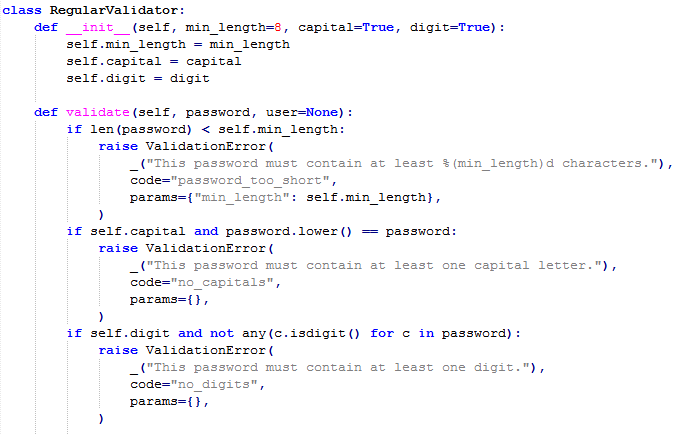 class RegularValidator:
    def __init__(self, min_length=8, capital=True, digit=True):
        self.min_length = min_length
        self.capital = capital
        self.digit = digit

    def validate(self, password, user=None):
        if len(password) < self.min_length:
            raise ValidationError(
                _("This password must contain at least %(min_length)d characters."),
                code="password_too_short",
                params={"min_length": self.min_length},
            )
        if self.capital and password.lower() == password:
            raise ValidationError(
                _("This password must contain at least one capital letter."),
                code="no_capitals",
                params={},
            )
        if self.digit and not any(c.isdigit() for c in password):
            raise ValidationError(
                _("This password must contain at least one digit."),
                code="no_digits",
                params={},
            )